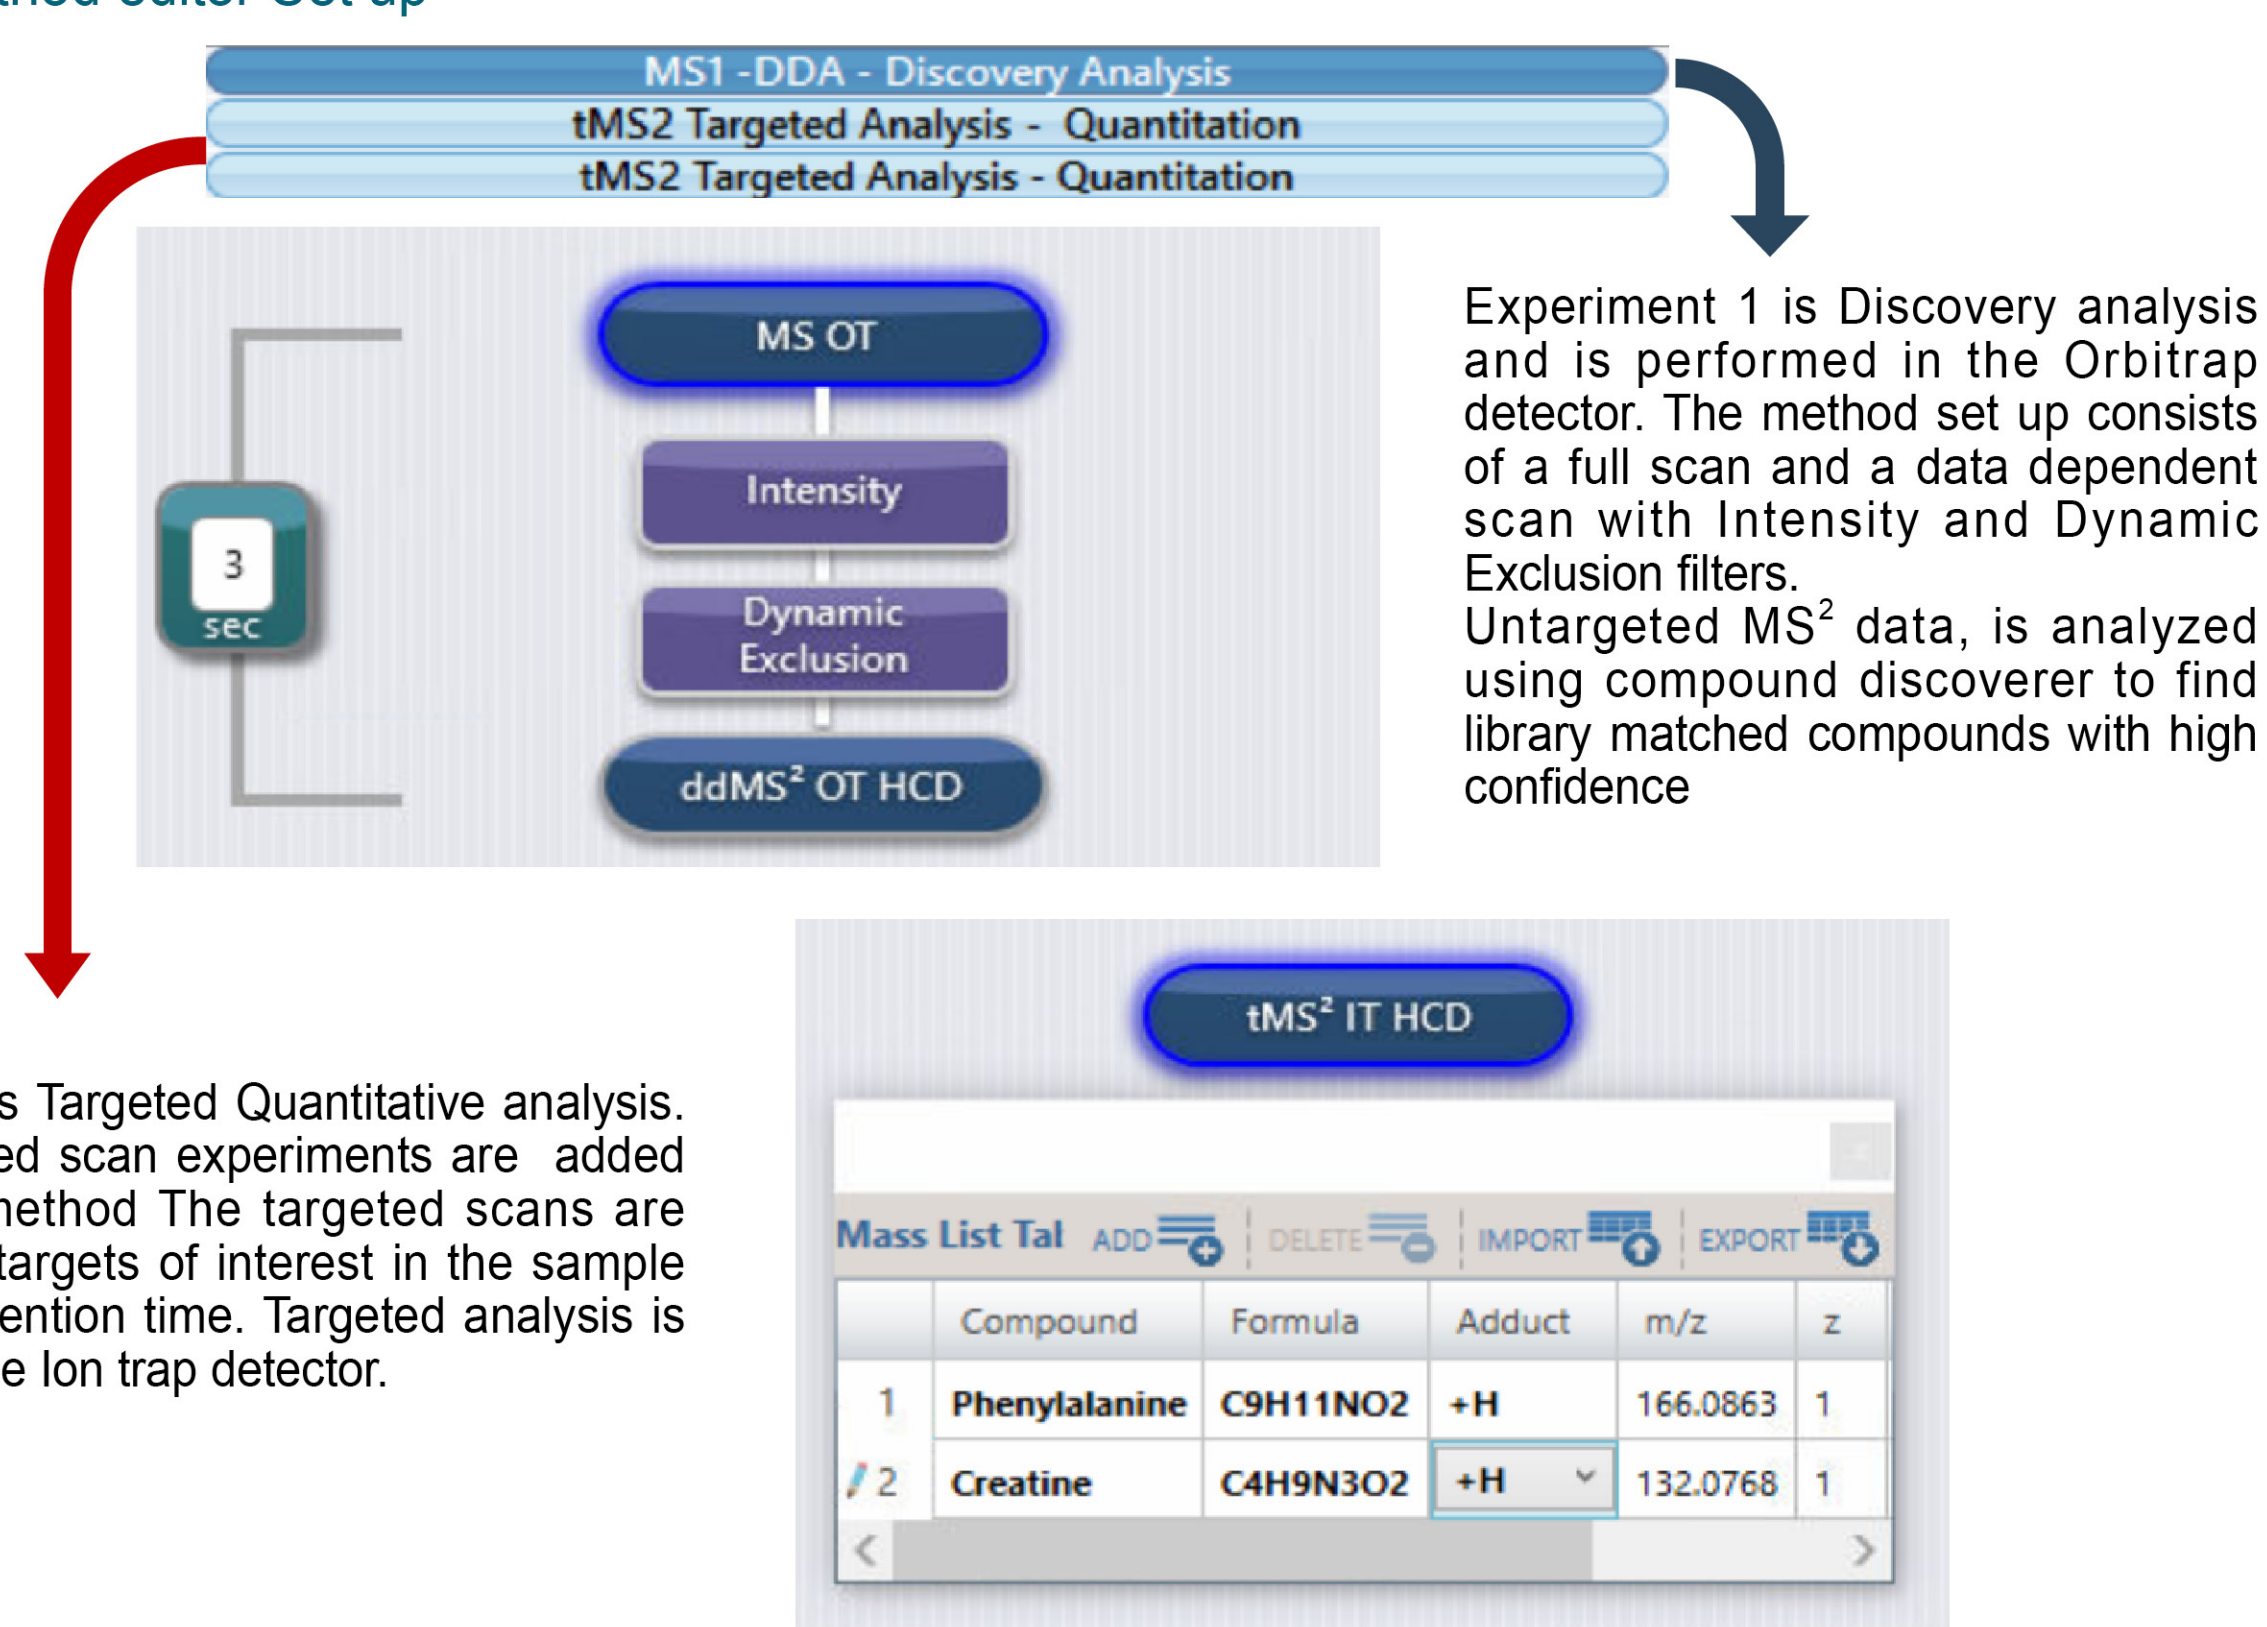 thod editor Set up
MS1 -DDA - Discovery Analysis
tMS2 Targeted Analysis - Quantitation
tMS2 Targeted Analysis - Quantitation
MS OT
Intensity
Dynamic
Exclusion
ddMS² OT HCD
3
sec
Experiment 1 is Discovery analysis
and is performed in the Orbitrap
detector. The method set up consists
of a full scan and a data dependent
scan with Intensity and Dynamic
Exclusion filters.
Untargeted MS² data, is analyzed
using compound discoverer to find
library matched compounds with high
confidence
s Targeted Quantitative analysis.
ed scan experiments are added
nethod The targeted scans are
targets of interest in the sample
ention time. Targeted analysis is
e Ion trap detector.
tMS² IT HCD
Mass List Tal ADD DELETE IMPORT EXPORT
Compound Formula Adduct m/z z
1 Phenylalanine C9H11NO2 +H 166.0863 1
2 Creatine C4H9N3O2 +H 132.0768 1